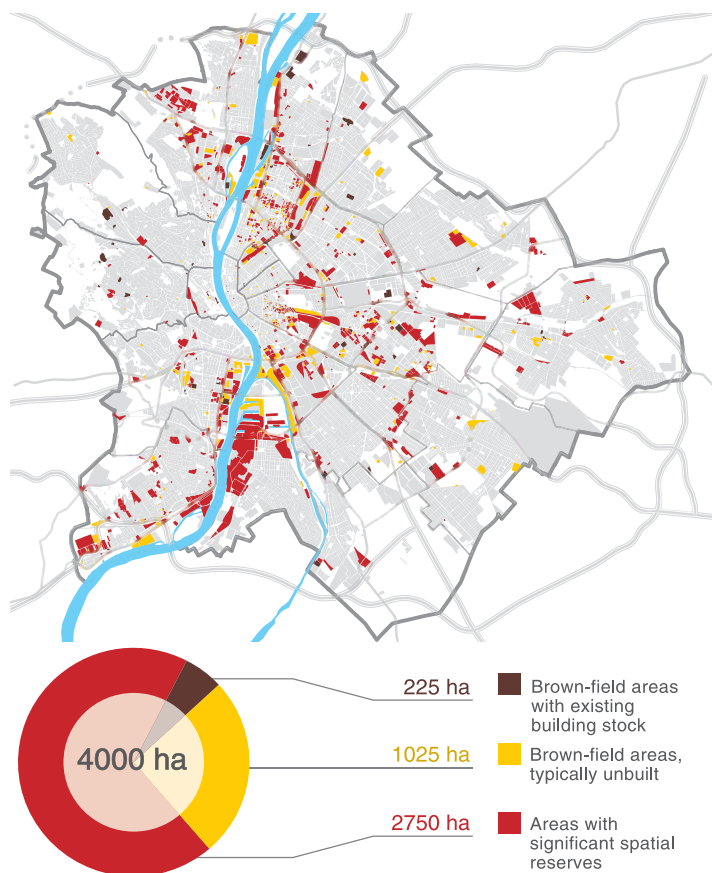 225 ha
Brown-field areas
with existing
building stock
4000 ha
1025 ha
Brown-field areas,
typically unbuilt
2750 ha
Areas with
significant spatial
reserves